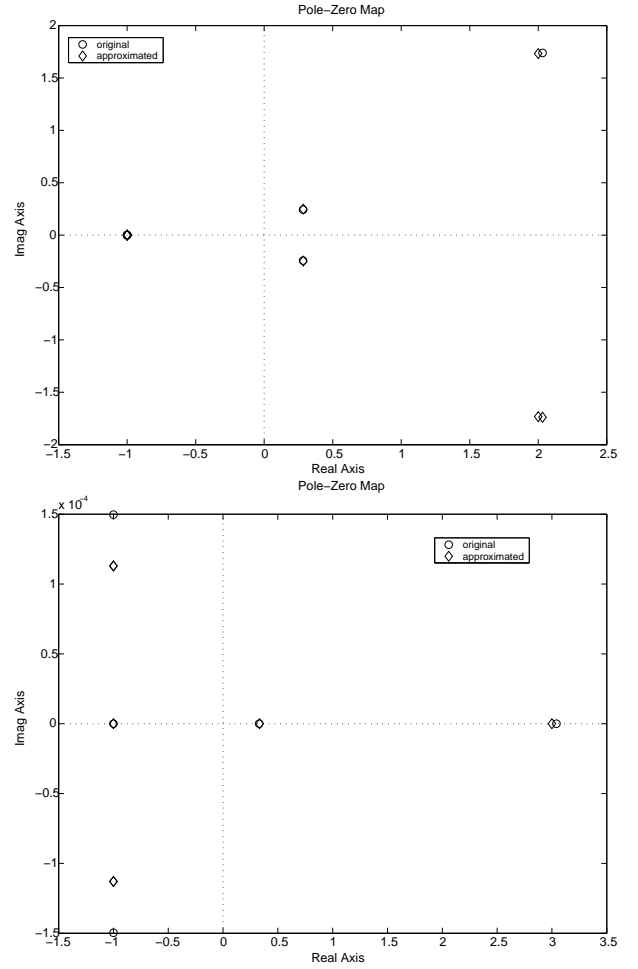 Pole−Zero Map
2
original
approximated
1.5
1
0.5
0
−0.5
−1
−1.5
−2
Imag Axis
−1.5 −1 −0.5 0 0.5 1 1.5 2 2.5
Real Axis
Pole−Zero Map
x 10−4
1.5
original
approximated
1
0.5
0
−0.5
−1
−1.5
Imag Axis
−1.5 −1 −0.5 0 0.5 1 1.5 2 2.5 3 3.5
Real Axis